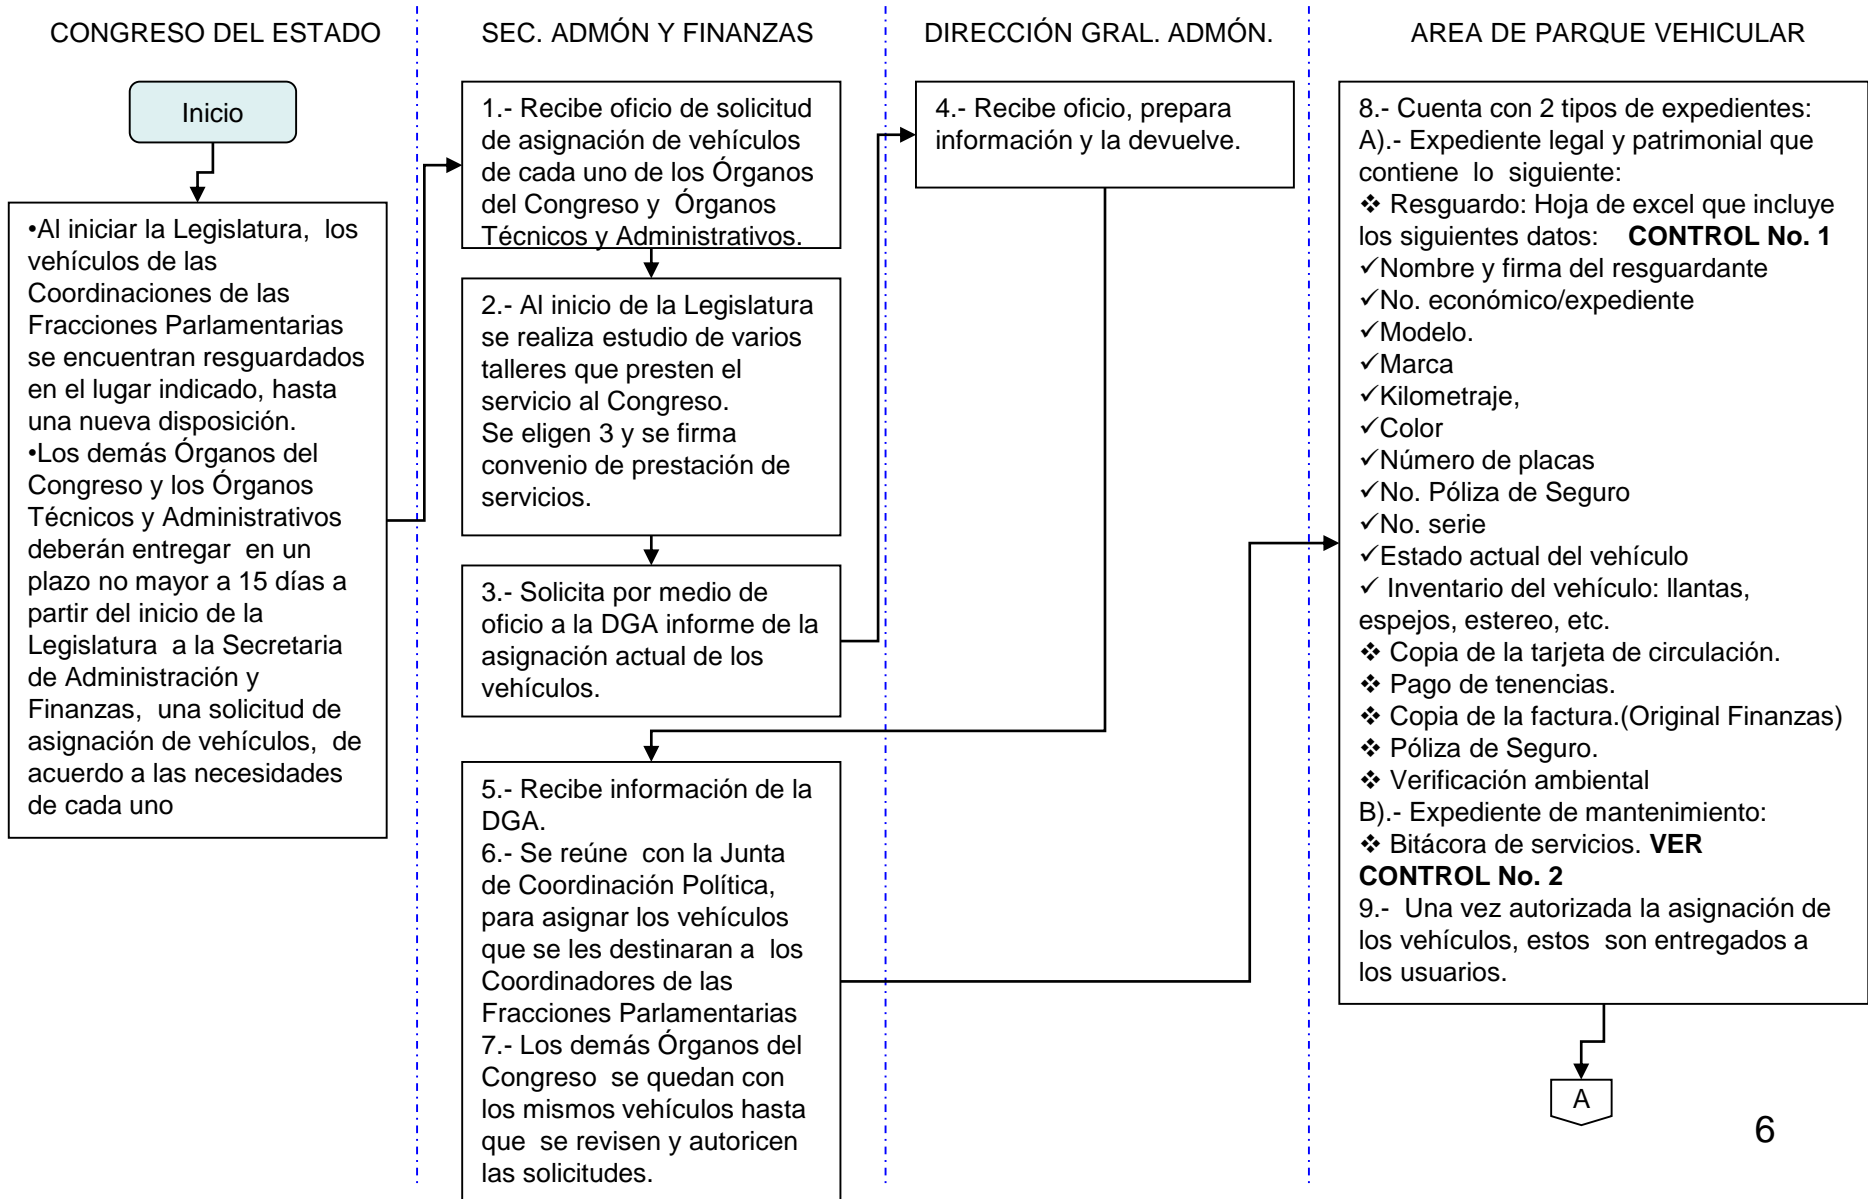 CONGRESO DEL ESTADO
SEC. ADMÓN Y FINANZAS
DIRECCIÓN GRAL. ADMÓN.
AREA DE PARQUE VEHICULAR
Inicio
•Al iniciar la Legislatura, los
vehículos de las
Coordinaciones de las
Fracciones Parlamentarias
se encuentran resguardados
en el lugar indicado, hasta
una nueva disposición.
•Los demás Órganos del
Congreso y los Órganos
Técnicos y Administrativos
deberán entregar en un
plazo no mayor a 15 días a
partir del inicio de la
Legislatura a la Secretaria
de Administración y
Finanzas, una solicitud de
asignación de vehículos, de
acuerdo a las necesidades
de cada uno
1.- Recibe oficio de solicitud
de asignación de vehículos
de cada uno de los Órganos
del Congreso y Órganos
Técnicos y Administrativos.
2.- Al inicio de la Legislatura
se realiza estudio de varios
talleres que presten el
servicio al Congreso.
Se eligen 3 y se firma
convenio de prestación de
servicios.
3.- Solicita por medio de
oficio a la DGA informe de la
asignación actual de los
vehículos.
4.- Recibe oficio, prepara
información y la devuelve.
5.- Recibe información de la
DGA.
6.- Se reúne con la Junta
de Coordinación Política,
para asignar los vehículos
que se les destinaran a los
Coordinadores de las
Fracciones Parlamentarias
7.- Los demás Órganos del
Congreso se quedan con
los mismos vehículos hasta
que se revisen y autoricen
las solicitudes.
8.- Cuenta con 2 tipos de expedientes:
A).- Expediente legal y patrimonial que
contiene lo siguiente:
❖ Resguardo: Hoja de excel que incluye
los siguientes datos: CONTROL No. 1
✓Nombre y firma del resguardante
✓No. económico/expediente
✓Modelo.
✓Marca
✓Kilometraje,
✓Color
✓Número de placas
✓No. Póliza de Seguro
✓No. serie
✓Estado actual del vehículo
✓ Inventario del vehículo: llantas,
espejos, estereo, etc.
❖ Copia de la tarjeta de circulación.
❖ Pago de tenencias.
❖ Copia de la factura.(Original Finanzas)
❖ Póliza de Seguro.
❖ Verificación ambiental
B).- Expediente de mantenimiento:
❖ Bitácora de servicios. VER
CONTROL No. 2
9.- Una vez autorizada la asignación de
los vehículos, estos son entregados a
los usuarios.
A
6